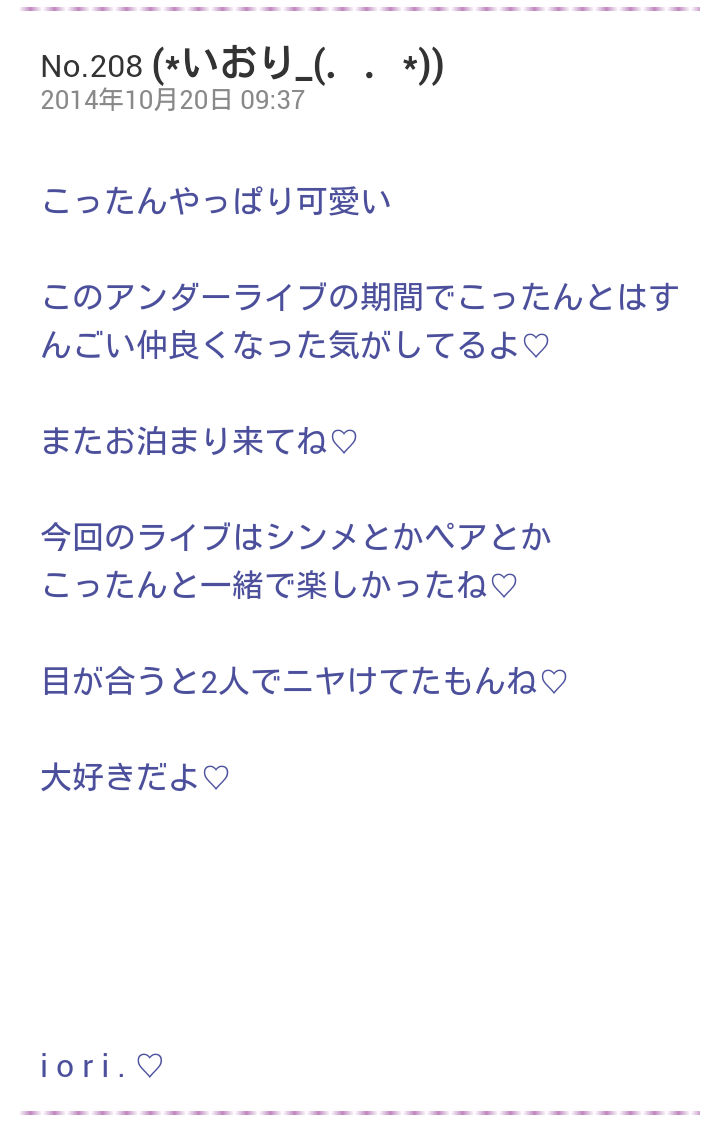 No.208 (*いおり_(．．*))
2014年10月20日 09:37
こったんやっぱり可愛い
このアンダーライブの期間でこったんとはす
んごい仲良くなった気がしてるよ♡
またお泊まり来てね♡
今回のライブはシンメとかペアとか
こったんと一緒で楽しかったね♡
目が合うと2人でニヤけてたもんね♡
大好きだよ♡
i o r i . ♡